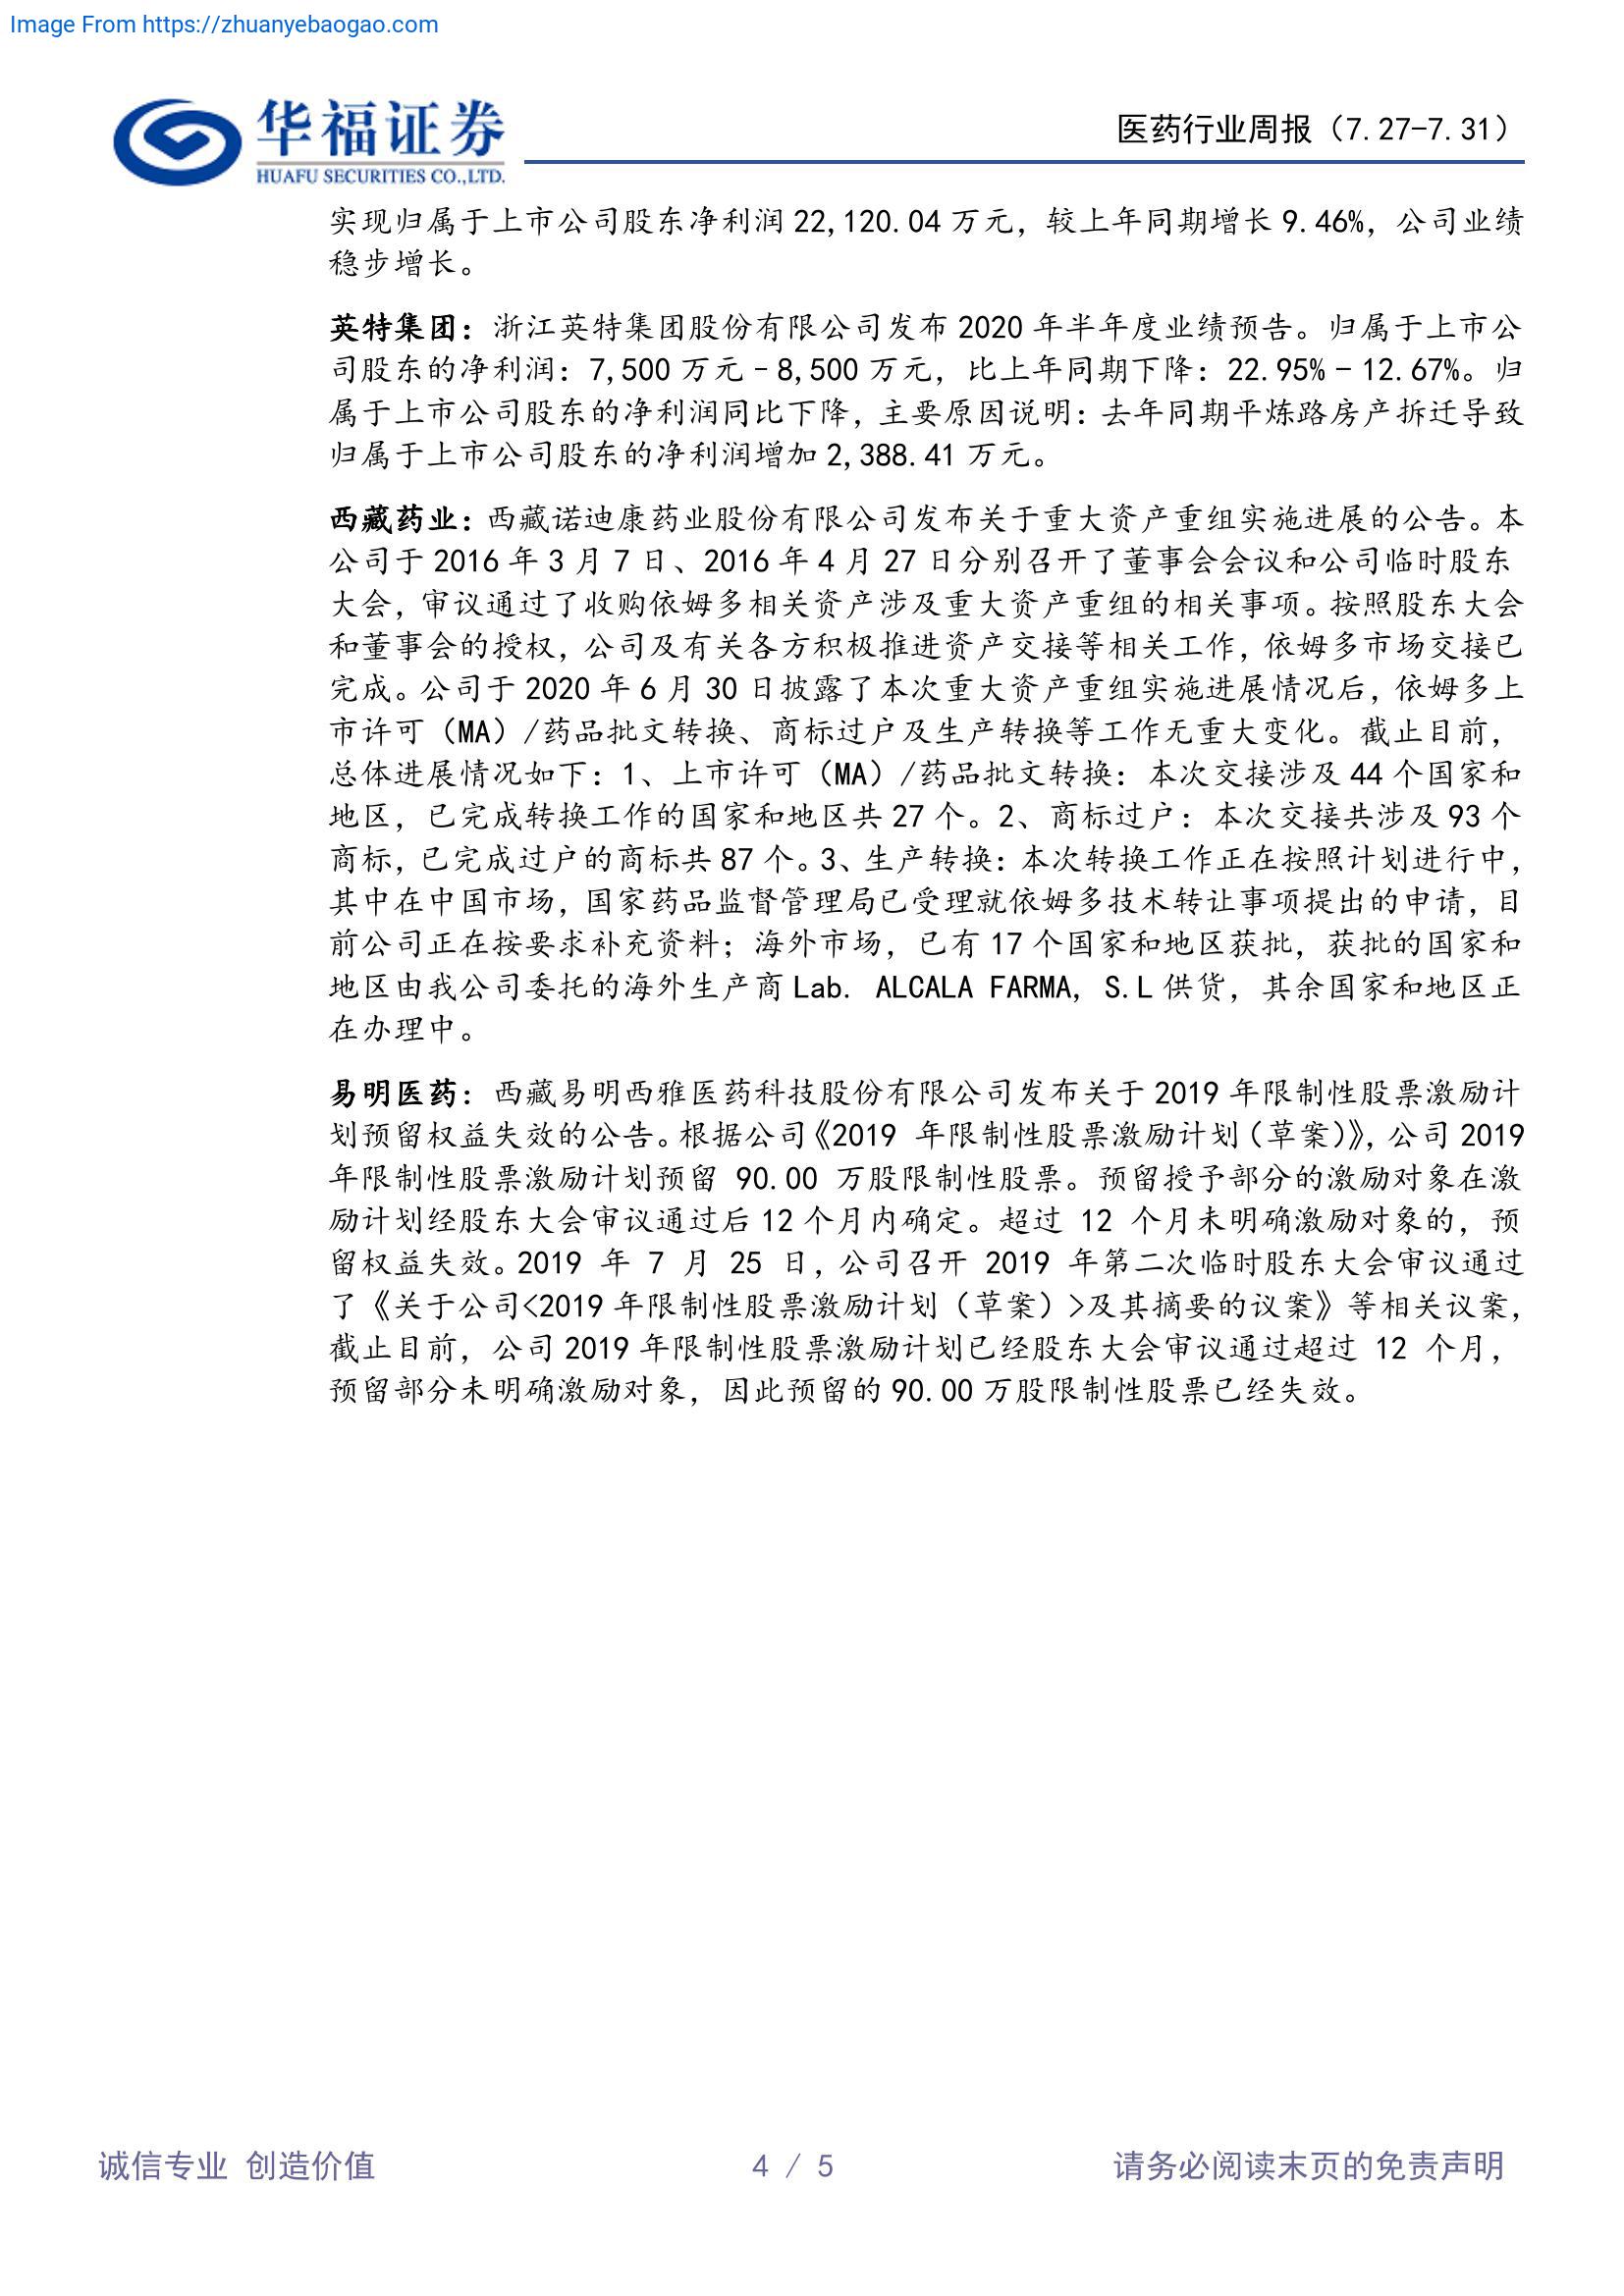 Image From https://zhuanyebaogao.com
华福证券
HUAFU SECURITIES CO.,LTD.
医药行业周报（7.27-7.31）
实现归属于上市公司股东净利润 22,120.04 万元，较上年同期增长 9.46%，公司业绩
稳步增长。
英特集团：浙江英特集团股份有限公司发布 2020 年半年度业绩预告。归属于上市公
司股东的净利润：7,500 万元–8,500 万元，比上年同期下降：22.95%-12.67%。归
属于上市公司股东的净利润同比下降，主要原因说明：去年同期平炼路房产拆迁导致
归属于上市公司股东的净利润增加 2,388.41 万元。
西藏药业：西藏诺迪康药业股份有限公司发布关于重大资产重组实施进展的公告。本
公司于 2016 年 3 月 7 日、2016 年 4 月 27 日分别召开了董事会会议和公司临时股东
大会，审议通过了收购依姆多相关资产涉及重大资产重组的相关事项。按照股东大会
和董事会的授权，公司及有关各方积极推进资产交接等相关工作，依姆多市场交接已
完成。公司于 2020 年 6 月 30 日披露了本次重大资产重组实施进展情况后，依姆多上
市许可（MA）/药品批文转换、商标过户及生产转换等工作无重大变化。截止目前，
总体进展情况如下：1、上市许可（MA）/药品批文转换：本次交接涉及 44 个国家和
地区，已完成转换工作的国家和地区共 27 个。2、商标过户：本次交接共涉及 93 个
商标，已完成过户的商标共 87 个。3、生产转换：本次转换工作正在按照计划进行中，
其中在中国市场，国家药品监督管理局已受理就依姆多技术转让事项提出的申请，目
前公司正在按要求补充资料；海外市场，已有 17 个国家和地区获批，获批的国家和
地区由我公司委托的海外生产商 Lab. ALCALA FARMA, S.L 供货，其余国家和地区正
在办理中。
易明医药：西藏易明西雅医药科技股份有限公司发布关于 2019 年限制性股票激励计
划预留权益失效的公告。根据公司《2019 年限制性股票激励计划（草案）》，公司 2019
年限制性股票激励计划预留 90.00 万股限制性股票。预留授予部分的激励对象在激
励计划经股东大会审议通过后 12 个月内确定。超过 12 个月未明确激励对象的，预
留权益失效。2019 年 7 月 25 日，公司召开 2019 年第二次临时股东大会审议通过
了《关于公司<2019 年限制性股票激励计划（草案）>及其摘要的议案》等相关议案，
截止目前，公司 2019 年限制性股票激励计划已经股东大会审议通过超过 12 个月，
预留部分未明确激励对象，因此预留的 90.00 万股限制性股票已经失效。
诚信专业 创造价值
4 / 5
请务必阅读末页的免责声明